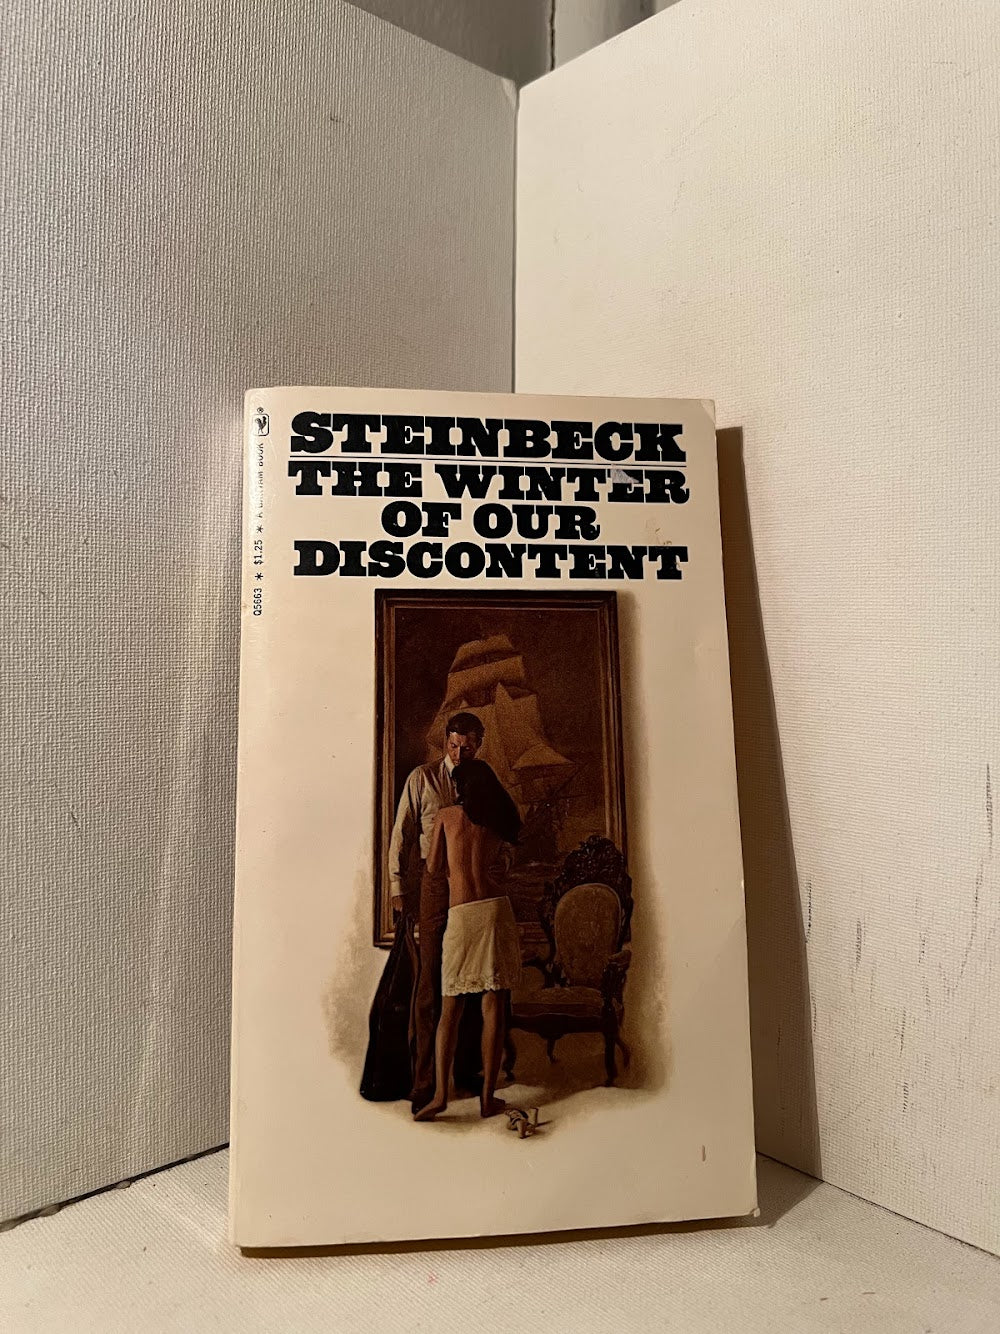 STEINBECK
THE WINTER
OF OUR
DISCONTENT
Q5663 * $1.25 * A BANTAM BOOK ®